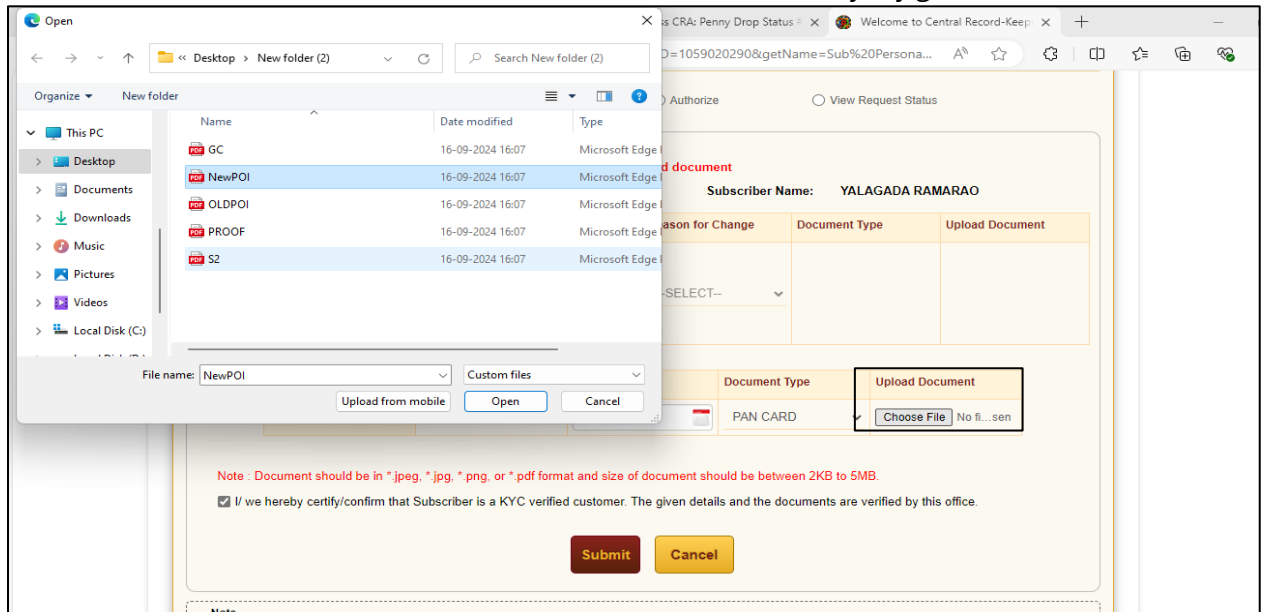 Open
ss CRA: Penny Drop Status
Welcome to Central Record-Keep
Desktop > New folder (2)
Search New folder (2)
D=1059020290&getName=Sub%20Persona...
Organize
New folder
Authorize
View Request Status
Name
Date modified
Type
This PC
Desktop
Documents
Downloads
Music
Pictures
Videos
Local Disk (C:)
GC 16-09-2024 16:07 Microsoft Edge
NewPOI 16-09-2024 16:07 Microsoft Edge
OLDPOI 16-09-2024 16:07 Microsoft Edge
PROOF 16-09-2024 16:07 Microsoft Edge
S2 16-09-2024 16:07 Microsoft Edge
File name: NewPOI
Custom files
Upload from mobile
Open
Cancel
d document
Subscriber Name: YALAGADA RAMARAO
ason for Change
Document Type
Upload Document
-SELECT--
Document Type
Upload Document
PAN CARD
Choose File No fi...sen
Note : Document should be in *.jpeg, *.jpg, *.png, or *.pdf format and size of document should be between 2KB to 5MB.
I/ we hereby certify/confirm that Subscriber is a KYC verified customer. The given details and the documents are verified by this office.
Submit
Cancel